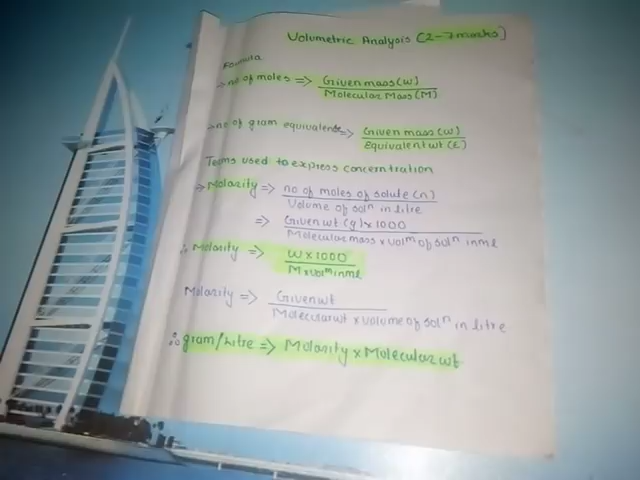 Volumetric Analysis (2-7 marks)
Formula
→ no of moles ⇒ Given mass (w)
Molecular Mass (M)
→ no of gram equivalents ⇒ Given mass (w)
Equivalent wt (E)
Terms used to express concentration
→ Molarity ⇒ no of moles of solute (n)
Volume of solⁿ in litre
⇒ Given wt (g) x 1000
Molecular mass x volᵐ of solⁿ in ml
∴ Molarity ⇒ w x 1000
M x volᵐ in ml
Molarity ⇒ Given wt
Molecular wt x volume of solⁿ in litre
∴ gram/Litre ⇒ Molarity x Molecular wt